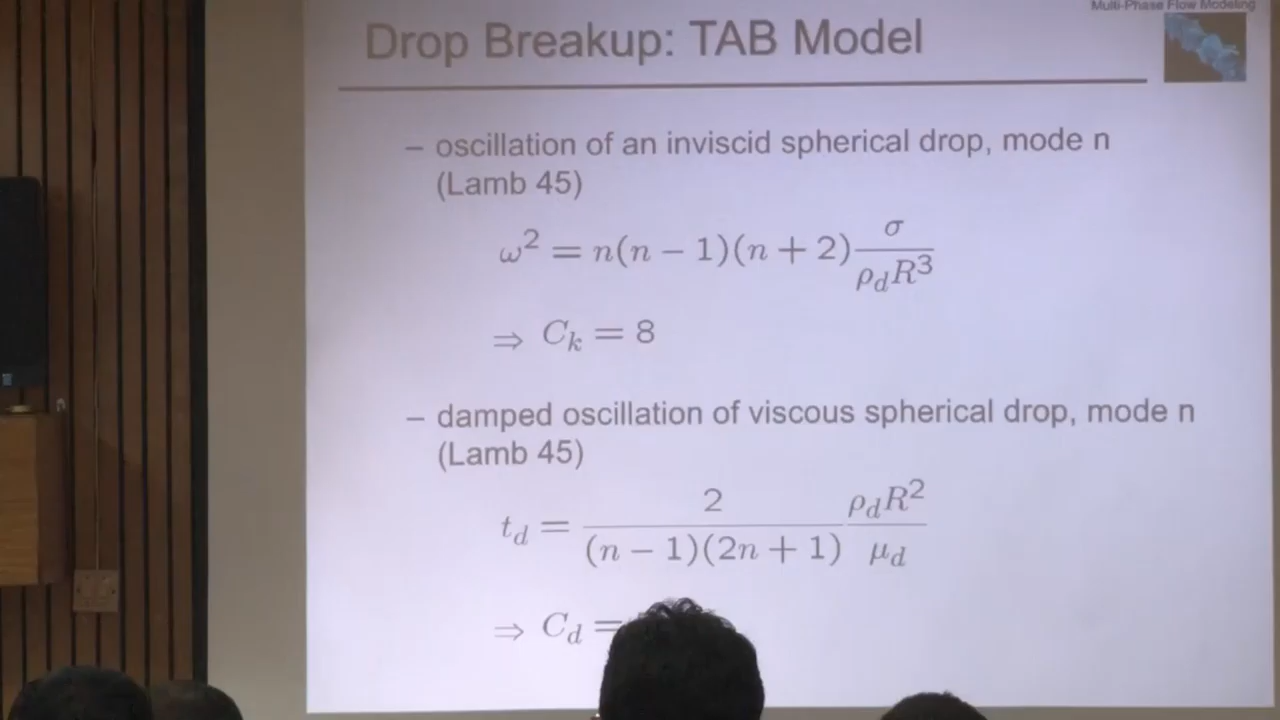 Multi-Phase Flow Modeling
Drop Breakup: TAB Model
– oscillation of an inviscid spherical drop, mode n
(Lamb 45)
ω² = n(n − 1)(n + 2) σ / ρ_d R³
⇒ C_k = 8
– damped oscillation of viscous spherical drop, mode n
(Lamb 45)
t_d = 2 / (n − 1)(2n + 1) ρ_d R² / μ_d
⇒ C_d =